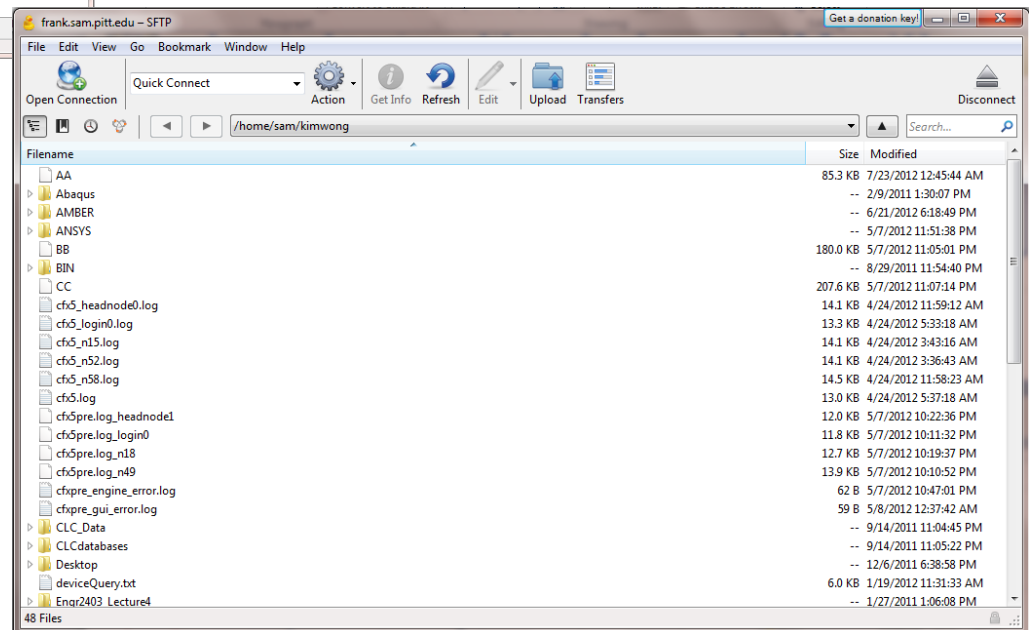 frank.sam.pitt.edu – SFTP
Get a donation key!
File Edit View Go Bookmark Window Help
Quick Connect
Open Connection Action Get Info Refresh Edit Upload Transfers Disconnect
/home/sam/kimwong Search...
Filename Size Modified
AA 85.3 KB 7/23/2012 12:45:44 AM
Abaqus -- 2/9/2011 1:30:07 PM
AMBER -- 6/21/2012 6:18:49 PM
ANSYS -- 5/7/2012 11:51:38 PM
BB 180.0 KB 5/7/2012 11:05:01 PM
BIN -- 8/29/2011 11:54:40 PM
CC 207.6 KB 5/7/2012 11:07:14 PM
cfx5_headnode0.log 14.1 KB 4/24/2012 11:59:12 AM
cfx5_login0.log 13.3 KB 4/24/2012 5:33:18 AM
cfx5_n15.log 14.1 KB 4/24/2012 3:43:16 AM
cfx5_n52.log 14.1 KB 4/24/2012 3:36:43 AM
cfx5_n58.log 14.5 KB 4/24/2012 11:58:23 AM
cfx5.log 13.0 KB 4/24/2012 5:37:18 AM
cfx5pre.log_headnode1 12.0 KB 5/7/2012 10:22:36 PM
cfx5pre.log_login0 11.8 KB 5/7/2012 10:11:32 PM
cfx5pre.log_n18 12.7 KB 5/7/2012 10:19:37 PM
cfx5pre.log_n49 13.9 KB 5/7/2012 10:10:52 PM
cfxpre_engine_error.log 62 B 5/7/2012 10:47:01 PM
cfxpre_gui_error.log 59 B 5/8/2012 12:37:42 AM
CLC_Data -- 9/14/2011 11:04:45 PM
CLCdatabases -- 9/14/2011 11:05:22 PM
Desktop -- 12/6/2011 6:38:58 PM
deviceQuery.txt 6.0 KB 1/19/2012 11:31:33 AM
Engr2403_Lecture4 -- 1/27/2011 1:06:08 PM
48 Files